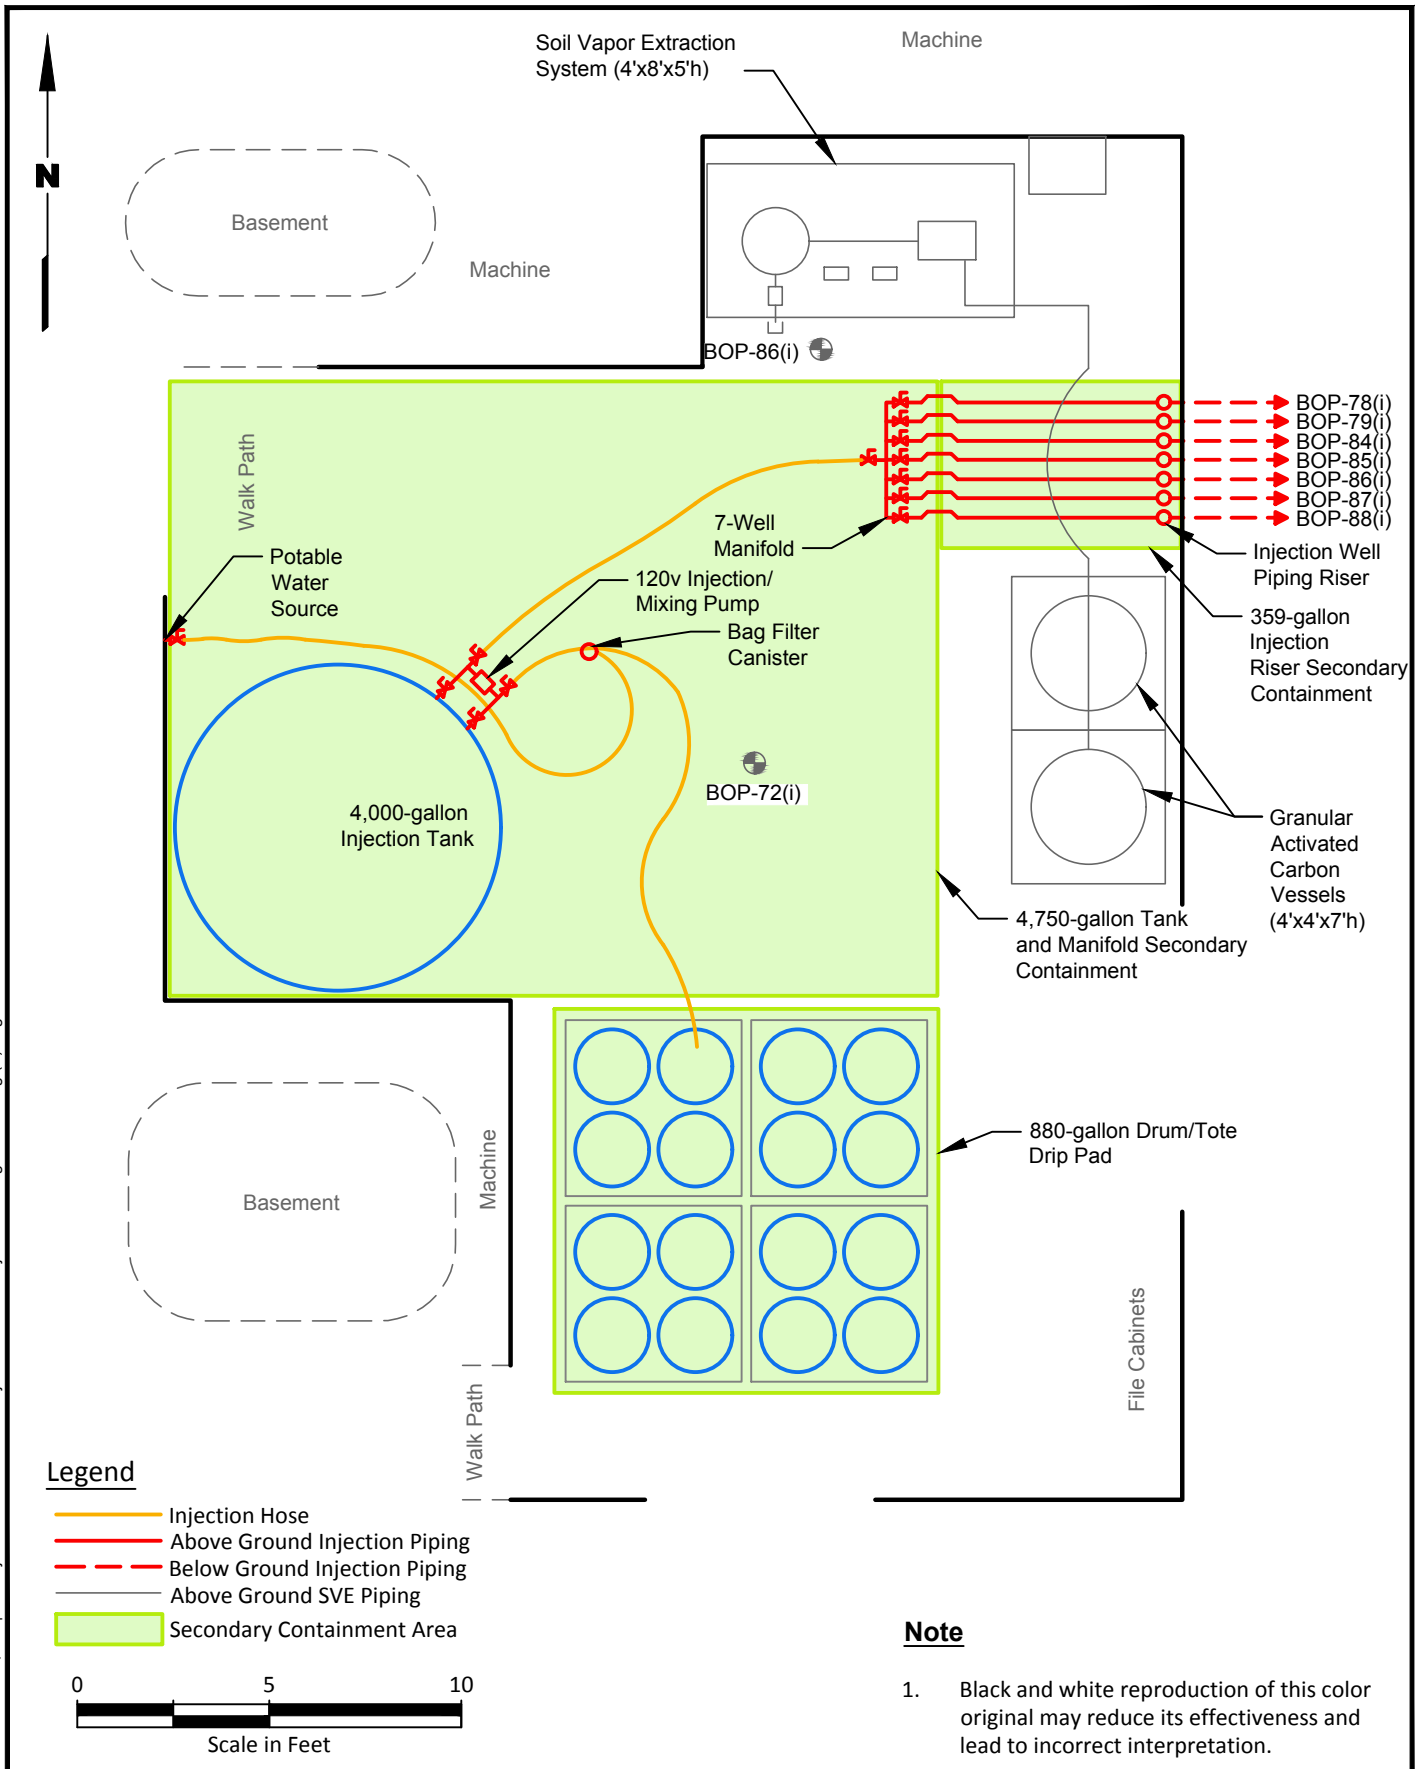 Soil Vapor Extraction
System (4'x8'x5'h)
Machine
N
Basement
Machine
BOP-86(i)
Walk Path
BOP-78(i)
BOP-79(i)
BOP-84(i)
BOP-85(i)
BOP-86(i)
BOP-87(i)
BOP-88(i)
7-Well
Manifold
Potable
Water
Source
120v Injection/
Mixing Pump
Bag Filter
Canister
Injection Well
Piping Riser
359-gallon
Injection
Riser Secondary
Containment
BOP-72(i)
4,000-gallon
Injection Tank
Granular
Activated
Carbon
Vessels
(4'x4'x7'h)
4,750-gallon Tank
and Manifold Secondary
Containment
880-gallon Drum/Tote
Drip Pad
Basement
Machine
File Cabinets
Walk Path
Legend
Injection Hose
Above Ground Injection Piping
Below Ground Injection Piping
Above Ground SVE Piping
Secondary Containment Area
0 5 10
Scale in Feet
Note
1. Black and white reproduction of this color
original may reduce its effectiveness and
lead to incorrect interpretation.